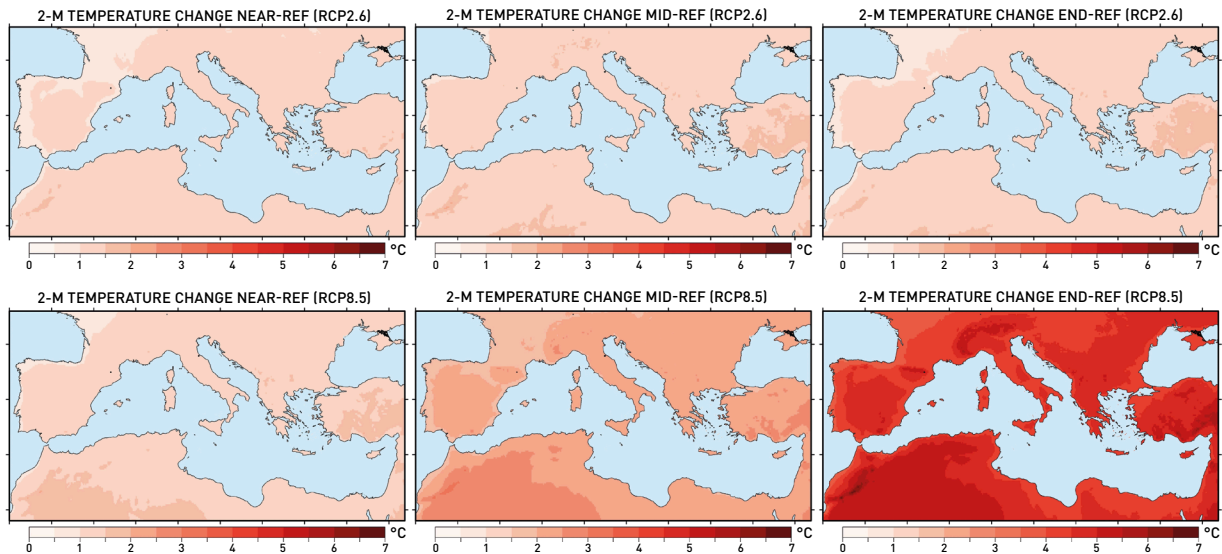 2-M TEMPERATURE CHANGE NEAR-REF (RCP2.6)
2-M TEMPERATURE CHANGE MID-REF (RCP2.6)
2-M TEMPERATURE CHANGE END-REF (RCP2.6)
0 1 2 3 4 5 6 7 °C
0 1 2 3 4 5 6 7 °C
0 1 2 3 4 5 6 7 °C
2-M TEMPERATURE CHANGE NEAR-REF (RCP8.5)
2-M TEMPERATURE CHANGE MID-REF (RCP8.5)
2-M TEMPERATURE CHANGE END-REF (RCP8.5)
0 1 2 3 4 5 6 7 °C
0 1 2 3 4 5 6 7 °C
0 1 2 3 4 5 6 7 °C